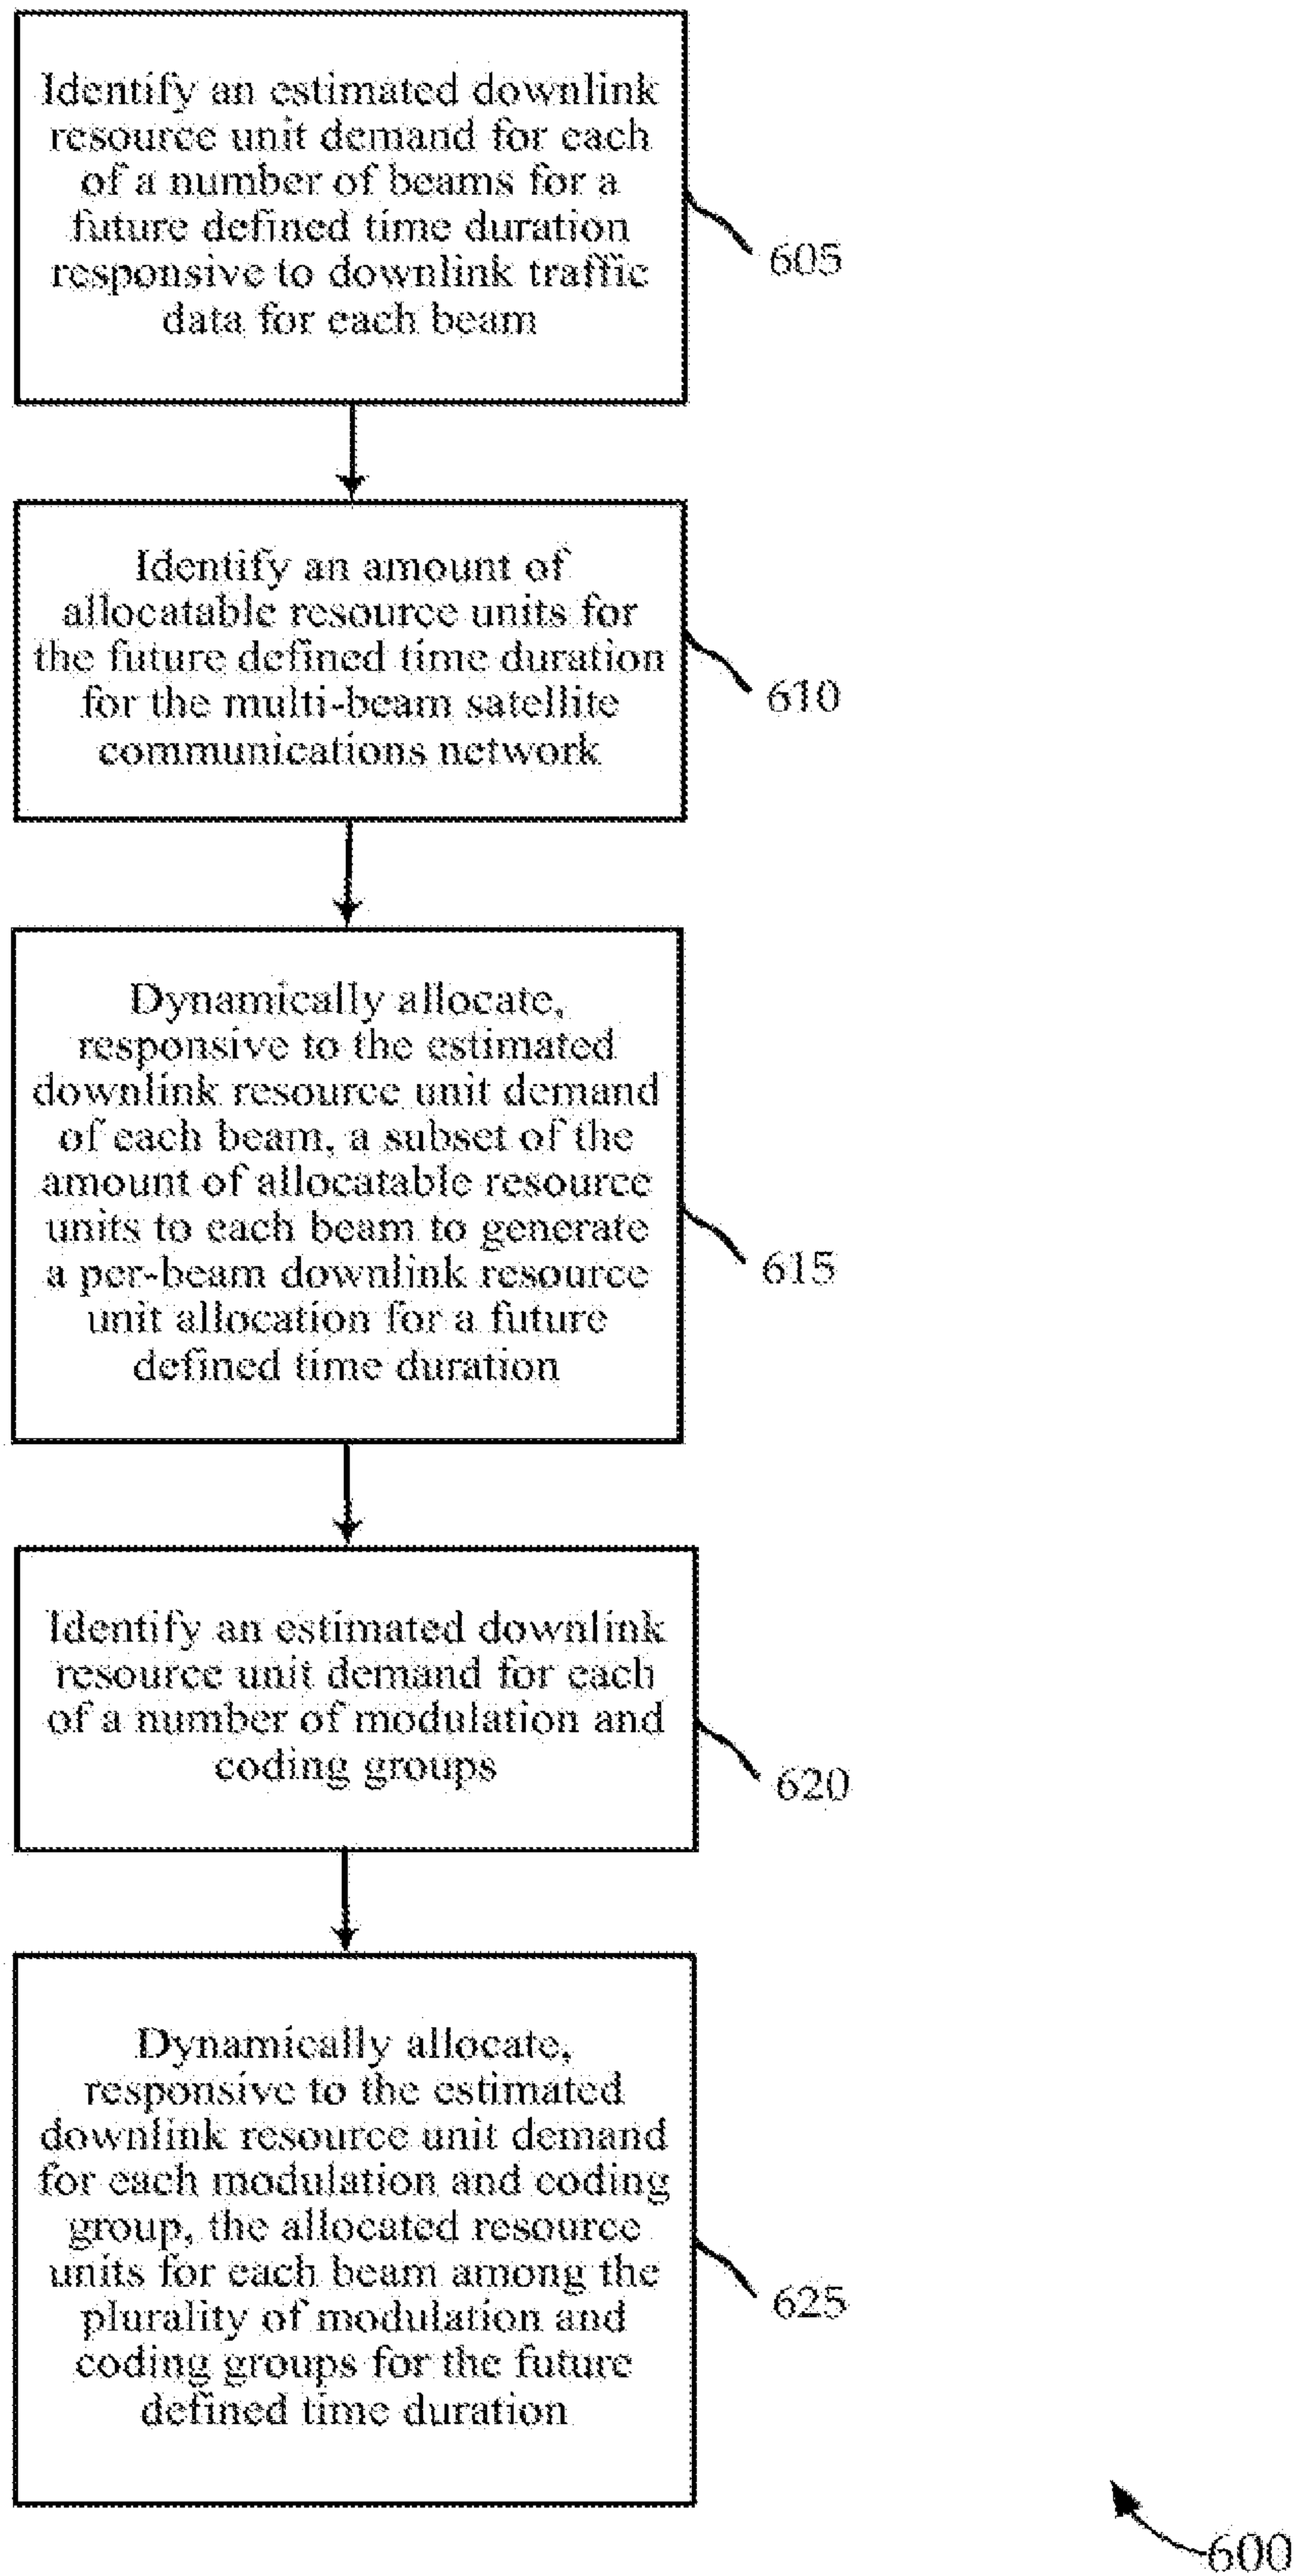 Identify an estimated downlink
resource unit demand for each
of a number of beams for a
future defined time duration
responsive to downlink traffic
data for each beam
605
Identify an amount of
allocatable resource units for
the future defined time duration
for the multi-beam satellite
communications network
610
Dynamically allocate,
responsive to the estimated
downlink resource unit demand
of each beam, a subset of the
amount of allocatable resource
units to each beam to generate
a per-beam downlink resource
unit allocation for a future
defined time duration
615
Identify an estimated downlink
resource unit demand for each
of a number of modulation and
coding groups
620
Dynamically allocate,
responsive to the estimated
downlink resource unit demand
for each modulation and coding
group, the allocated resource
units for each beam among the
plurality of modulation and
coding groups for the future
defined time duration
625
600